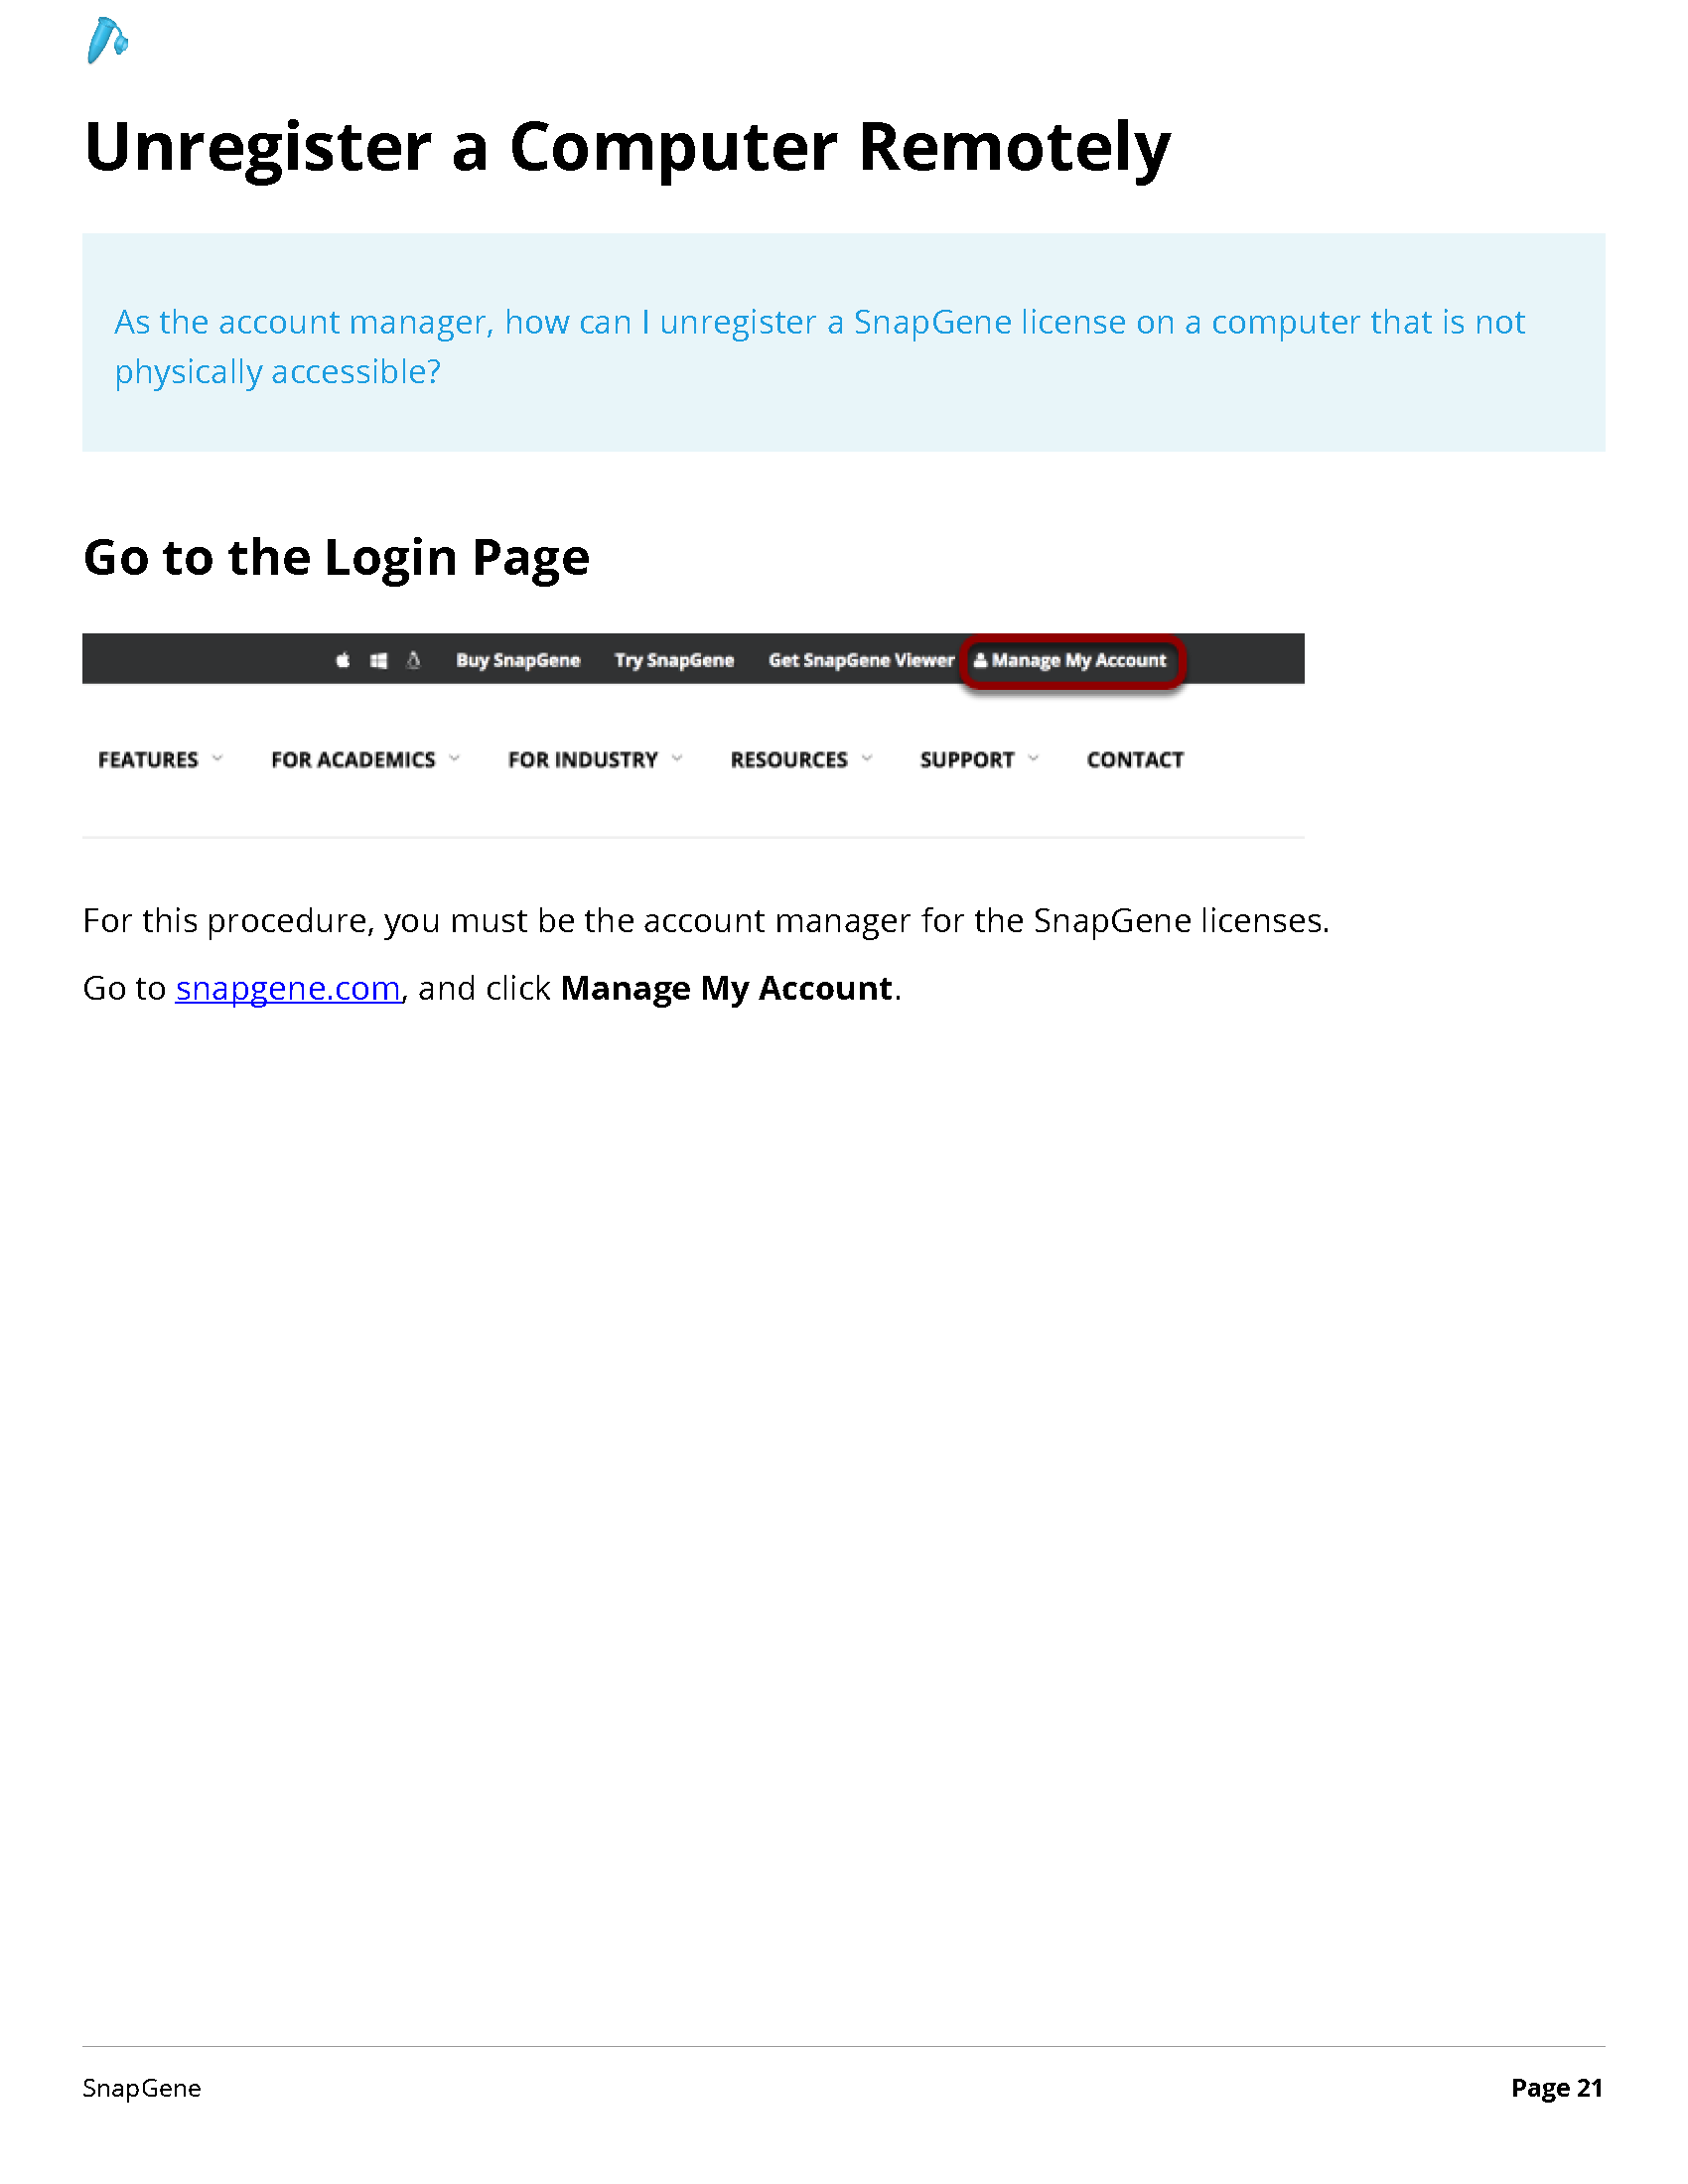 Unregister a Computer Remotely
As the account manager, how can I unregister a SnapGene license on a computer that is not
physically accessible?
Go to the Login Page
Buy SnapGene Try SnapGene Get SnapGene Viewer Manage My Account
FEATURES FOR ACADEMICS FOR INDUSTRY RESOURCES SUPPORT CONTACT
For this procedure, you must be the account manager for the SnapGene licenses.
Go to snapgene.com, and click Manage My Account.
SnapGene Page 21